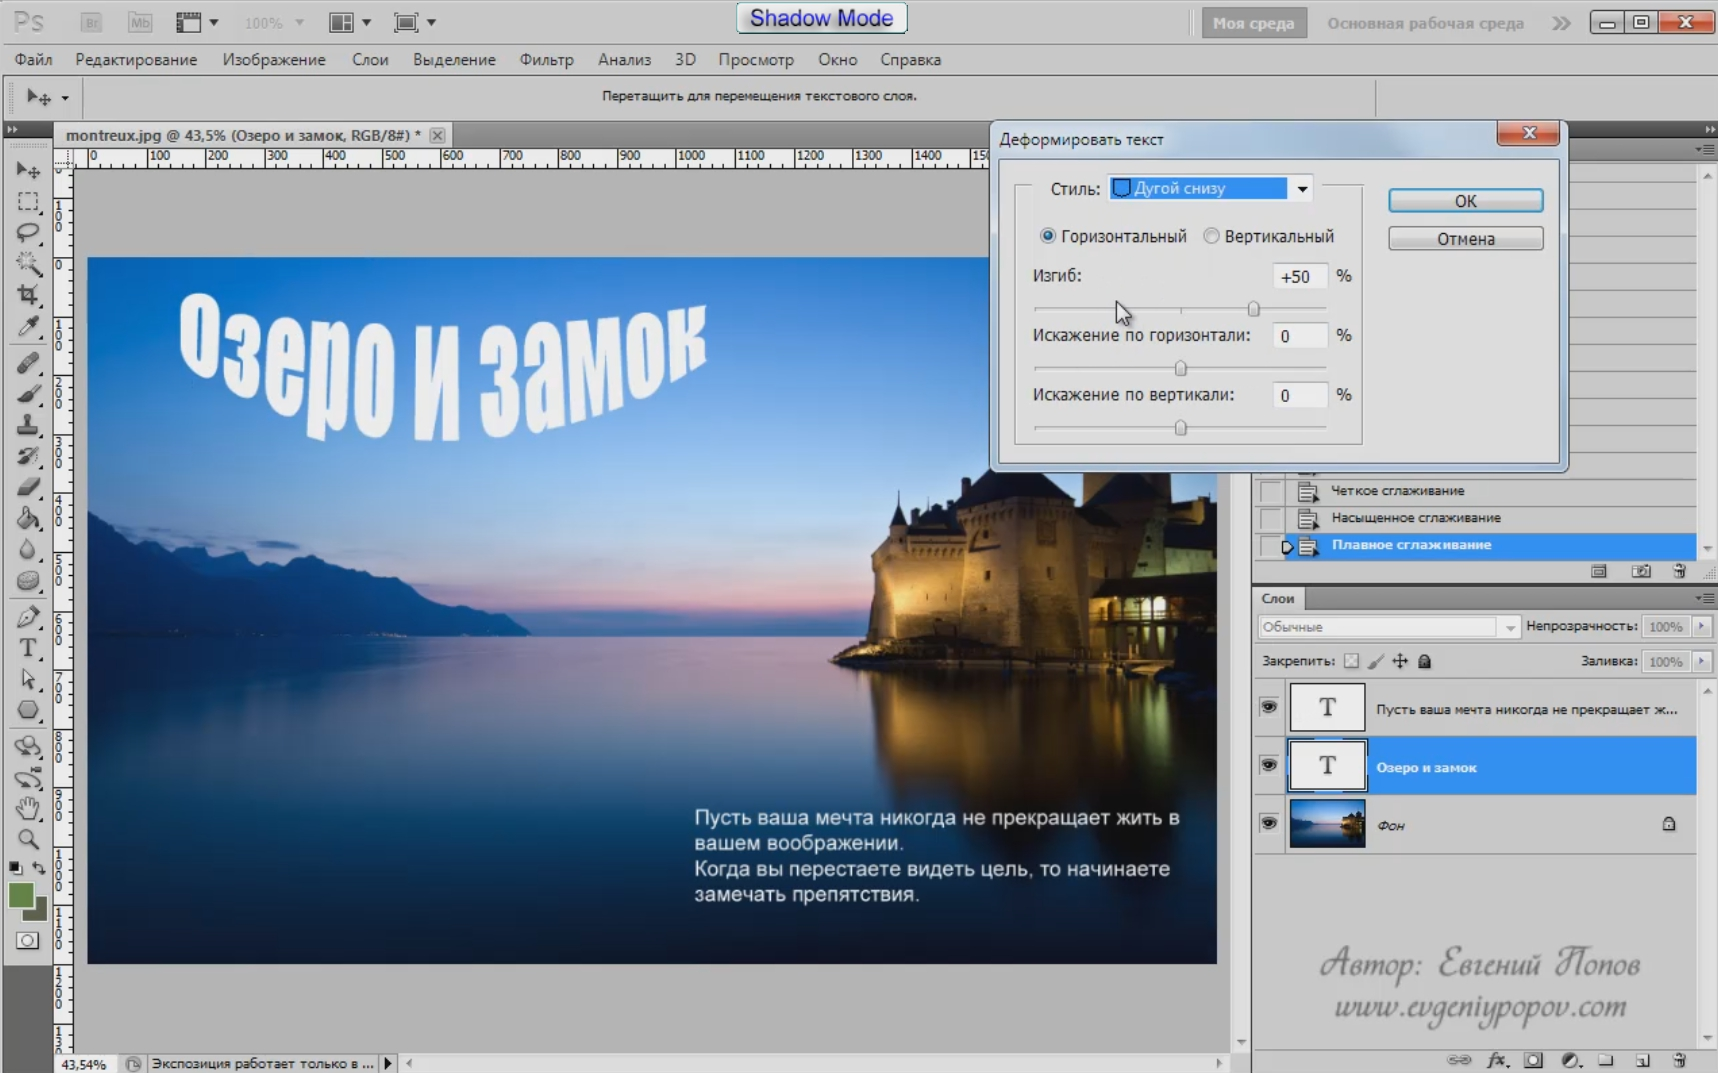 Ps
Br
Mb
100%
Shadow Mode
Моя среда
Основная рабочая среда
Файл
Редактирование
Изображение
Слои
Выделение
Фильтр
Анализ
3D
Просмотр
Окно
Справка
Перетащить для перемещения текстового слоя.
montreux.jpg @ 43,5% (Озеро и замок, RGB/8#) *
0 100 200 300 400 500 600 700 800 900 1000 1100 1200 1300 1400
Деформировать текст
Стиль: Дугой снизу
ОК
Горизонтальный Вертикальный
Отмена
Изгиб: +50 %
Искажение по горизонтали: 0 %
Искажение по вертикали: 0 %
Озеро и замок
Четкое сглаживание
Насыщенное сглаживание
Плавное сглаживание
Слои
Обычные
Непрозрачность: 100%
Закрепить:
Заливка: 100%
T Пусть ваша мечта никогда не прекращает ж...
T Озеро и замок
Фон
Пусть ваша мечта никогда не прекращает жить в
вашем воображении.
Когда вы перестаете видеть цель, то начинаете
замечать препятствия.
Автор: Евгений Попов
www.evgeniypopov.com
43,54%
Экспозиция работает только в ...
fx